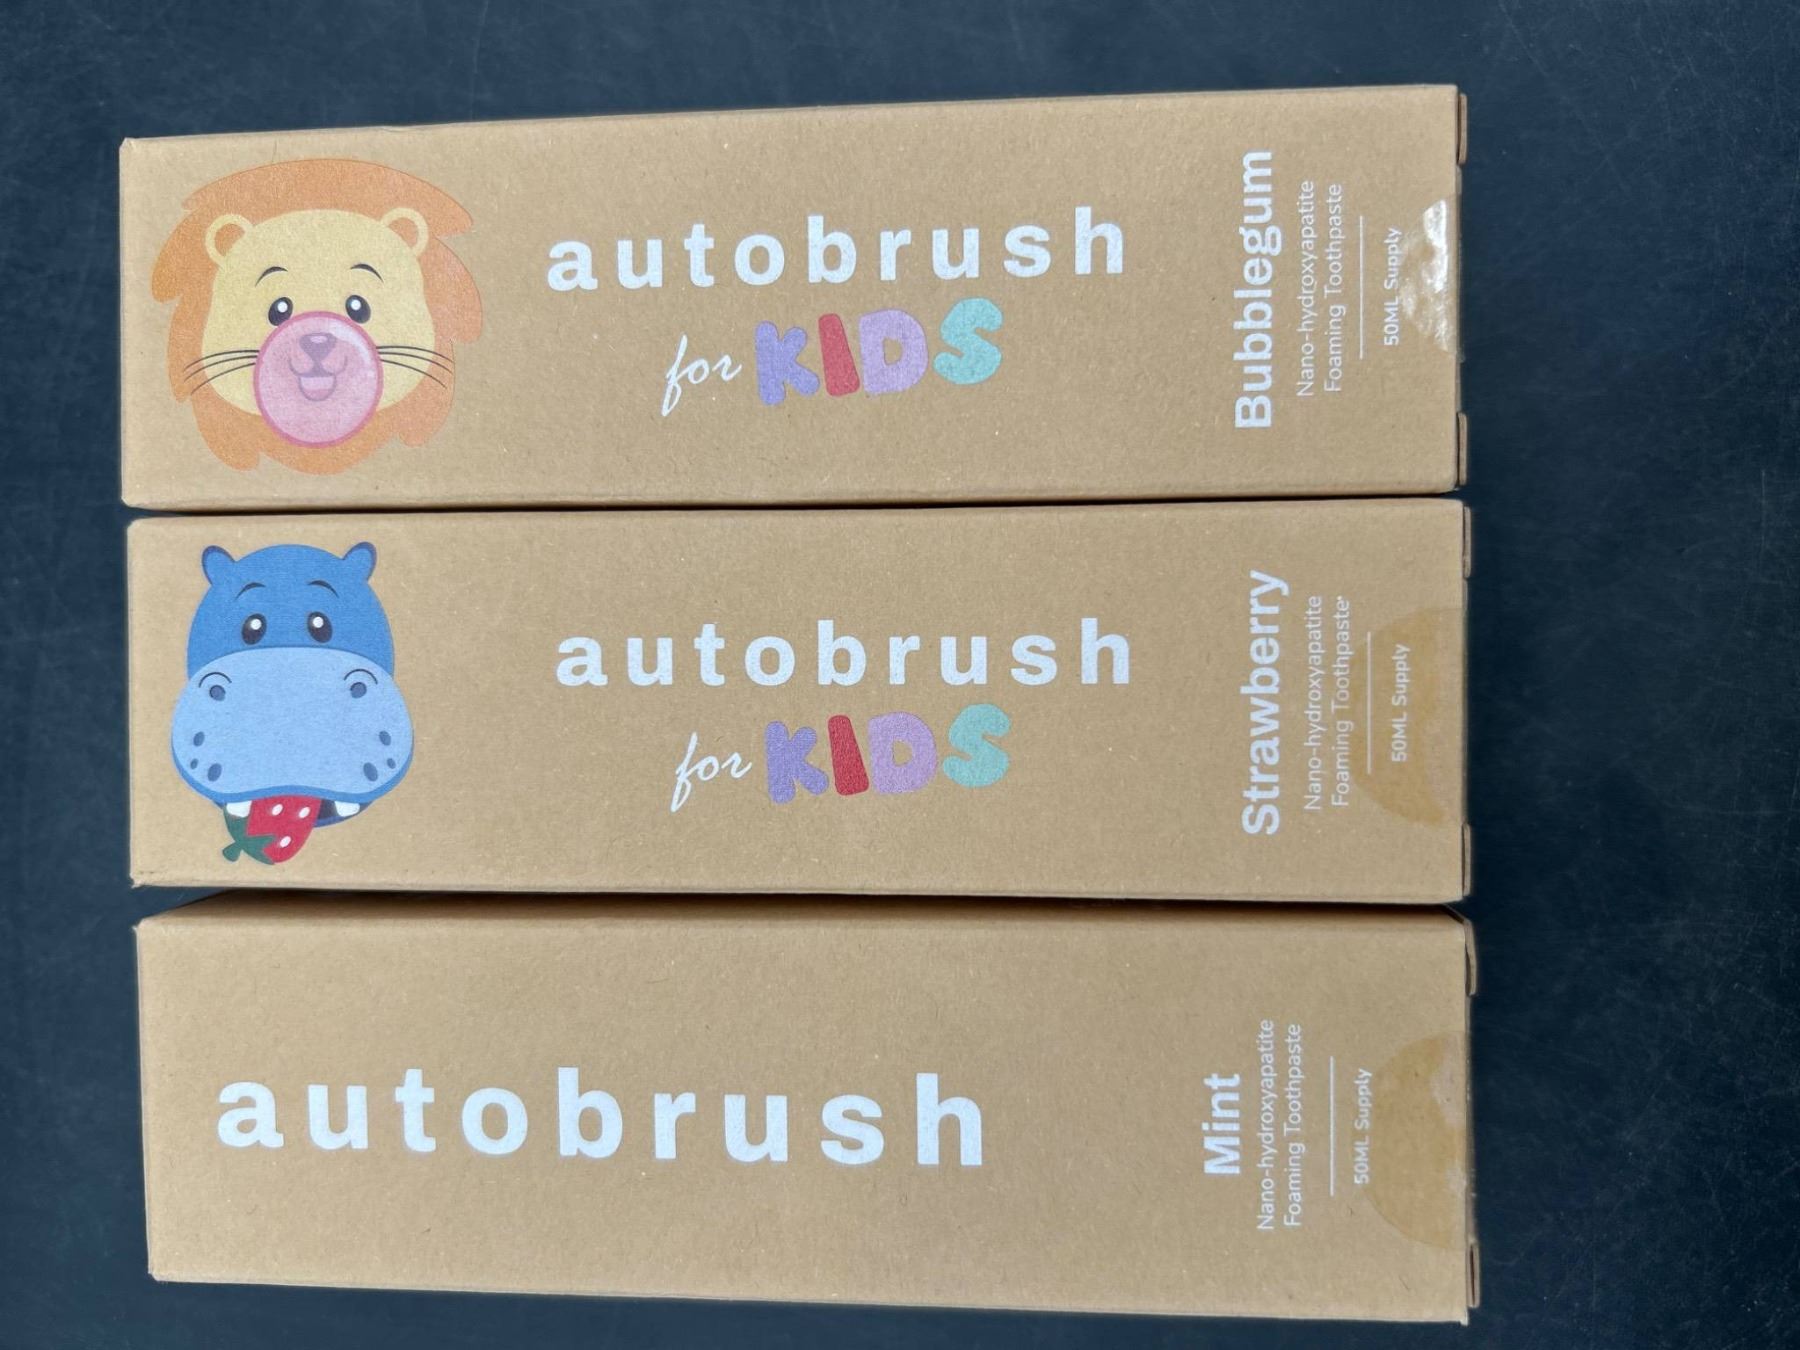 autobrush
for KIDS
Bubblegum
Nano-hydroxyapatite
Foaming Toothpaste
50ML Supply
autobrush
for KIDS
Strawberry
Nano-hydroxyapatite
Foaming Toothpaste
50ML Supply
autobrush
Mint
Nano-hydroxyapatite
Foaming Toothpaste
50ML Supply